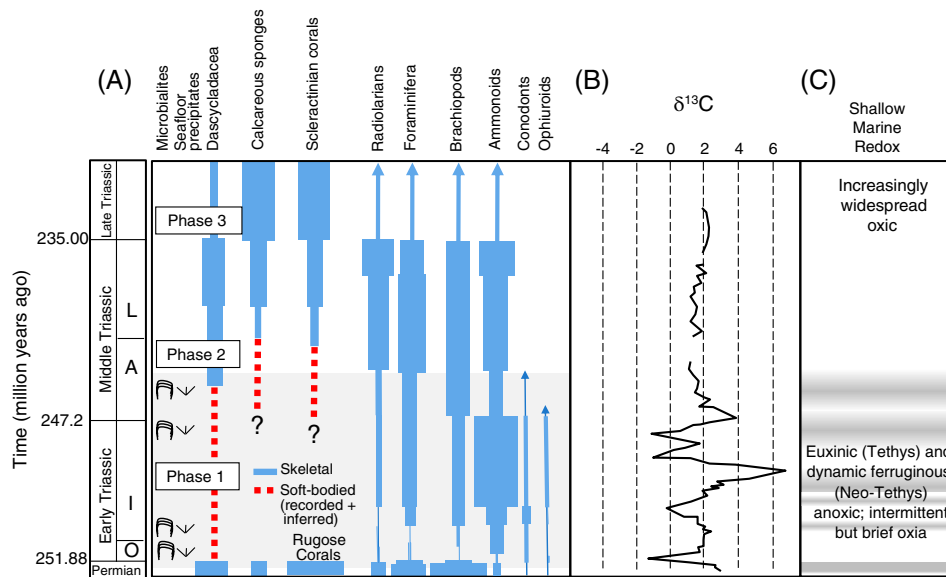 (A)
Microbialites
Seafloor
precipitates
Dascycladacea
Calcareous sponges
Scleractinian corals
Radiolarians
Foraminifera
Brachiopods
Ammonoids
Conodonts
Ophiuroids
(B)
δ13C
-4 -2 0 2 4 6
(C)
Shallow
Marine
Redox
Time (million years ago)
235.00
247.2
251.88
Late Triassic
Middle Triassic
Early Triassic
Permian
L
A
I
O
Phase 3
Phase 2
Phase 1
? ?
Skeletal
Soft-bodied
(recorded +
inferred)
Rugose
Corals
Increasingly
widespread
oxic
Euxinic (Tethys) and
dynamic ferruginous
(Neo-Tethys)
anoxic; intermittent
but brief oxia